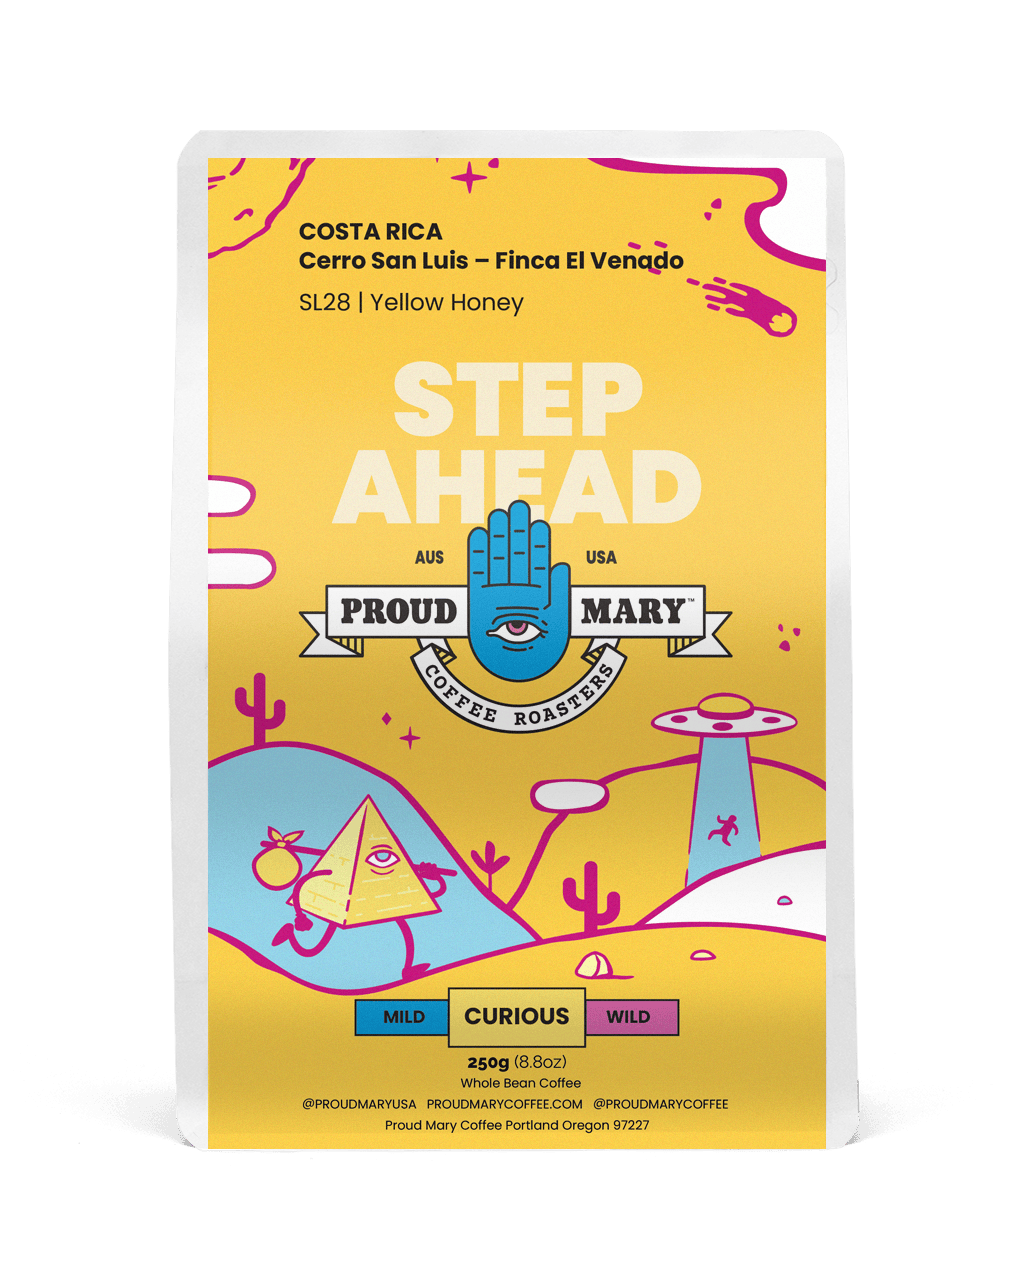 COSTA RICA
Cerro San Luis – Finca El Venado
SL28 | Yellow Honey
STEP
AHEAD
AUS USA
PROUD MARY™
COFFEE ROASTERS
MILD CURIOUS WILD
250g (8.8oz)
Whole Bean Coffee
@PROUDMARYUSA PROUDMARYCOFFEE.COM @PROUDMARYCOFFEE
Proud Mary Coffee Portland Oregon 97227